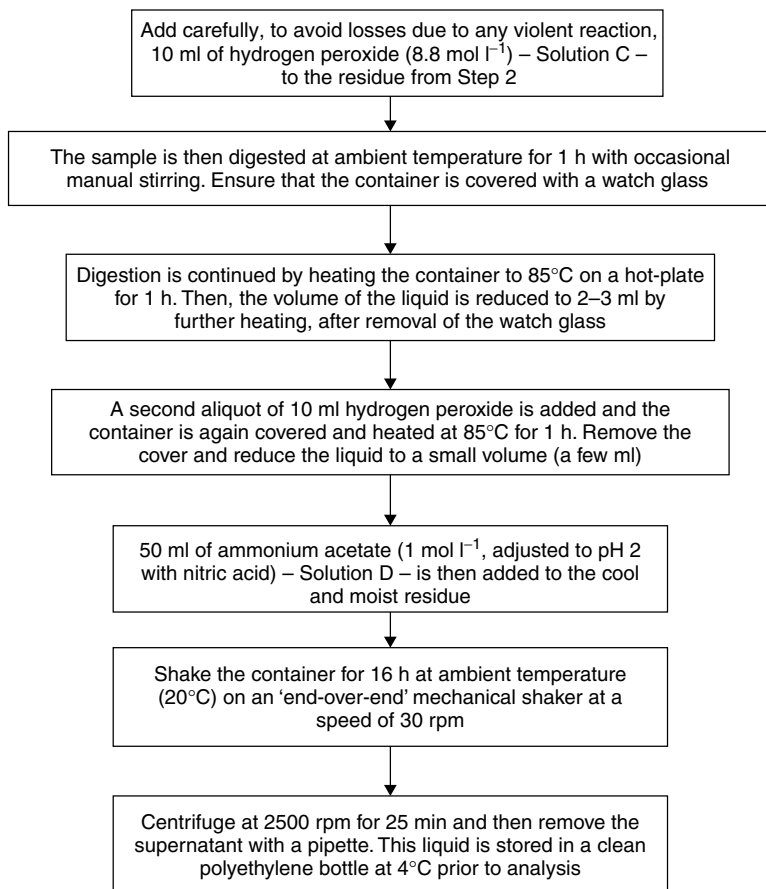 Add carefully, to avoid losses due to any violent reaction,
10 ml of hydrogen peroxide (8.8 mol l⁻¹) – Solution C –
to the residue from Step 2
The sample is then digested at ambient temperature for 1 h with occasional
manual stirring. Ensure that the container is covered with a watch glass
Digestion is continued by heating the container to 85°C on a hot-plate
for 1 h. Then, the volume of the liquid is reduced to 2–3 ml by
further heating, after removal of the watch glass
A second aliquot of 10 ml hydrogen peroxide is added and the
container is again covered and heated at 85°C for 1 h. Remove the
cover and reduce the liquid to a small volume (a few ml)
50 ml of ammonium acetate (1 mol l⁻¹, adjusted to pH 2
with nitric acid) – Solution D – is then added to the cool
and moist residue
Shake the container for 16 h at ambient temperature
(20°C) on an ‘end-over-end’ mechanical shaker at a
speed of 30 rpm
Centrifuge at 2500 rpm for 25 min and then remove the
supernatant with a pipette. This liquid is stored in a clean
polyethylene bottle at 4°C prior to analysis